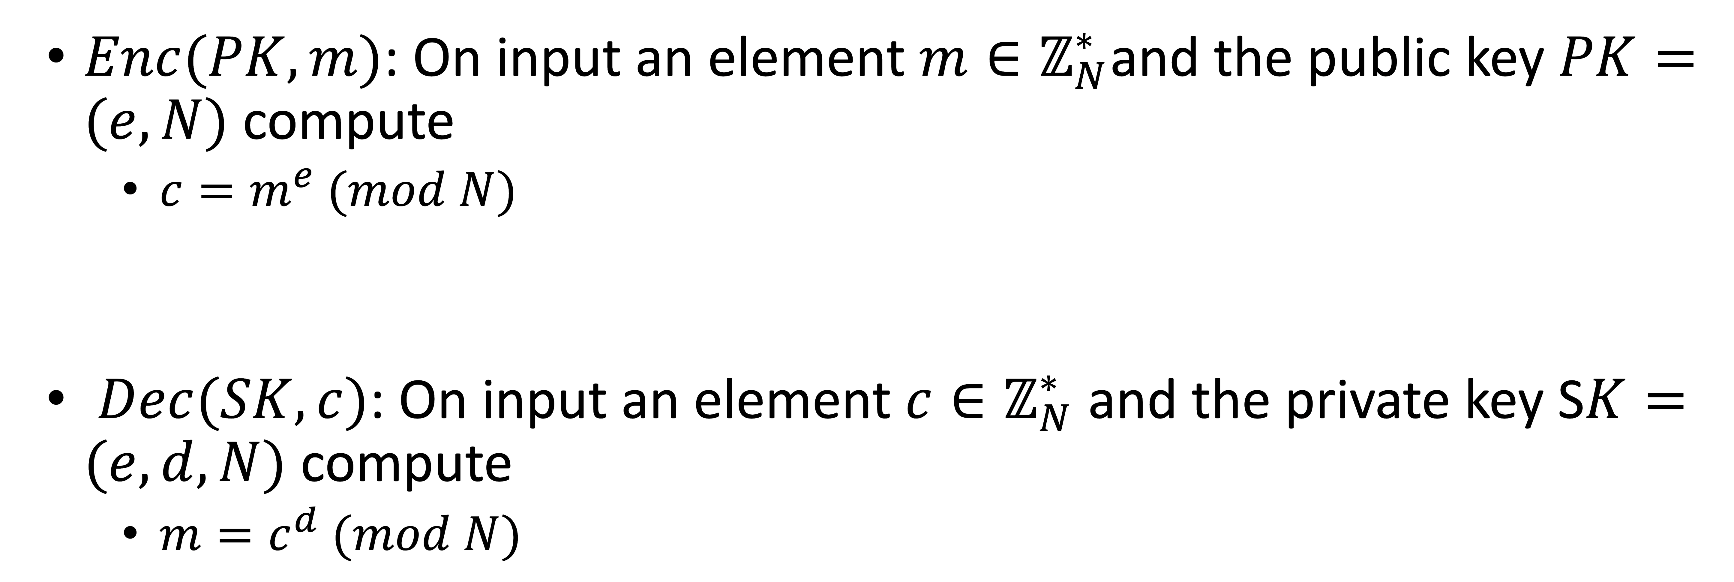 • Enc(PK, m): On input an element m ∈ ℤ*_N and the public key PK =
(e, N) compute
• c = m^e (mod N)
• Dec(SK, c): On input an element c ∈ ℤ*_N and the private key SK =
(e, d, N) compute
• m = c^d (mod N)